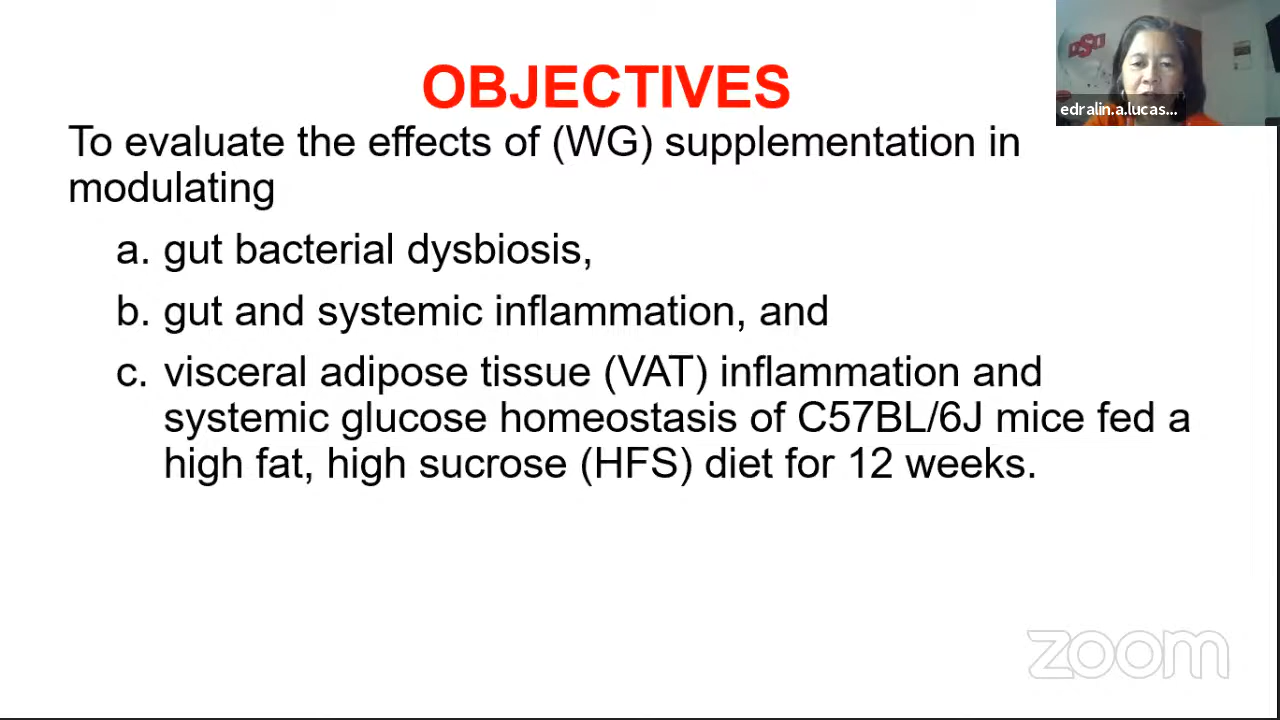 OBJECTIVES
To evaluate the effects of (WG) supplementation in
modulating
a. gut bacterial dysbiosis,
b. gut and systemic inflammation, and
c. visceral adipose tissue (VAT) inflammation and
systemic glucose homeostasis of C57BL/6J mice fed a
high fat, high sucrose (HFS) diet for 12 weeks.
OSU
edralin.a.lucas...
zoom